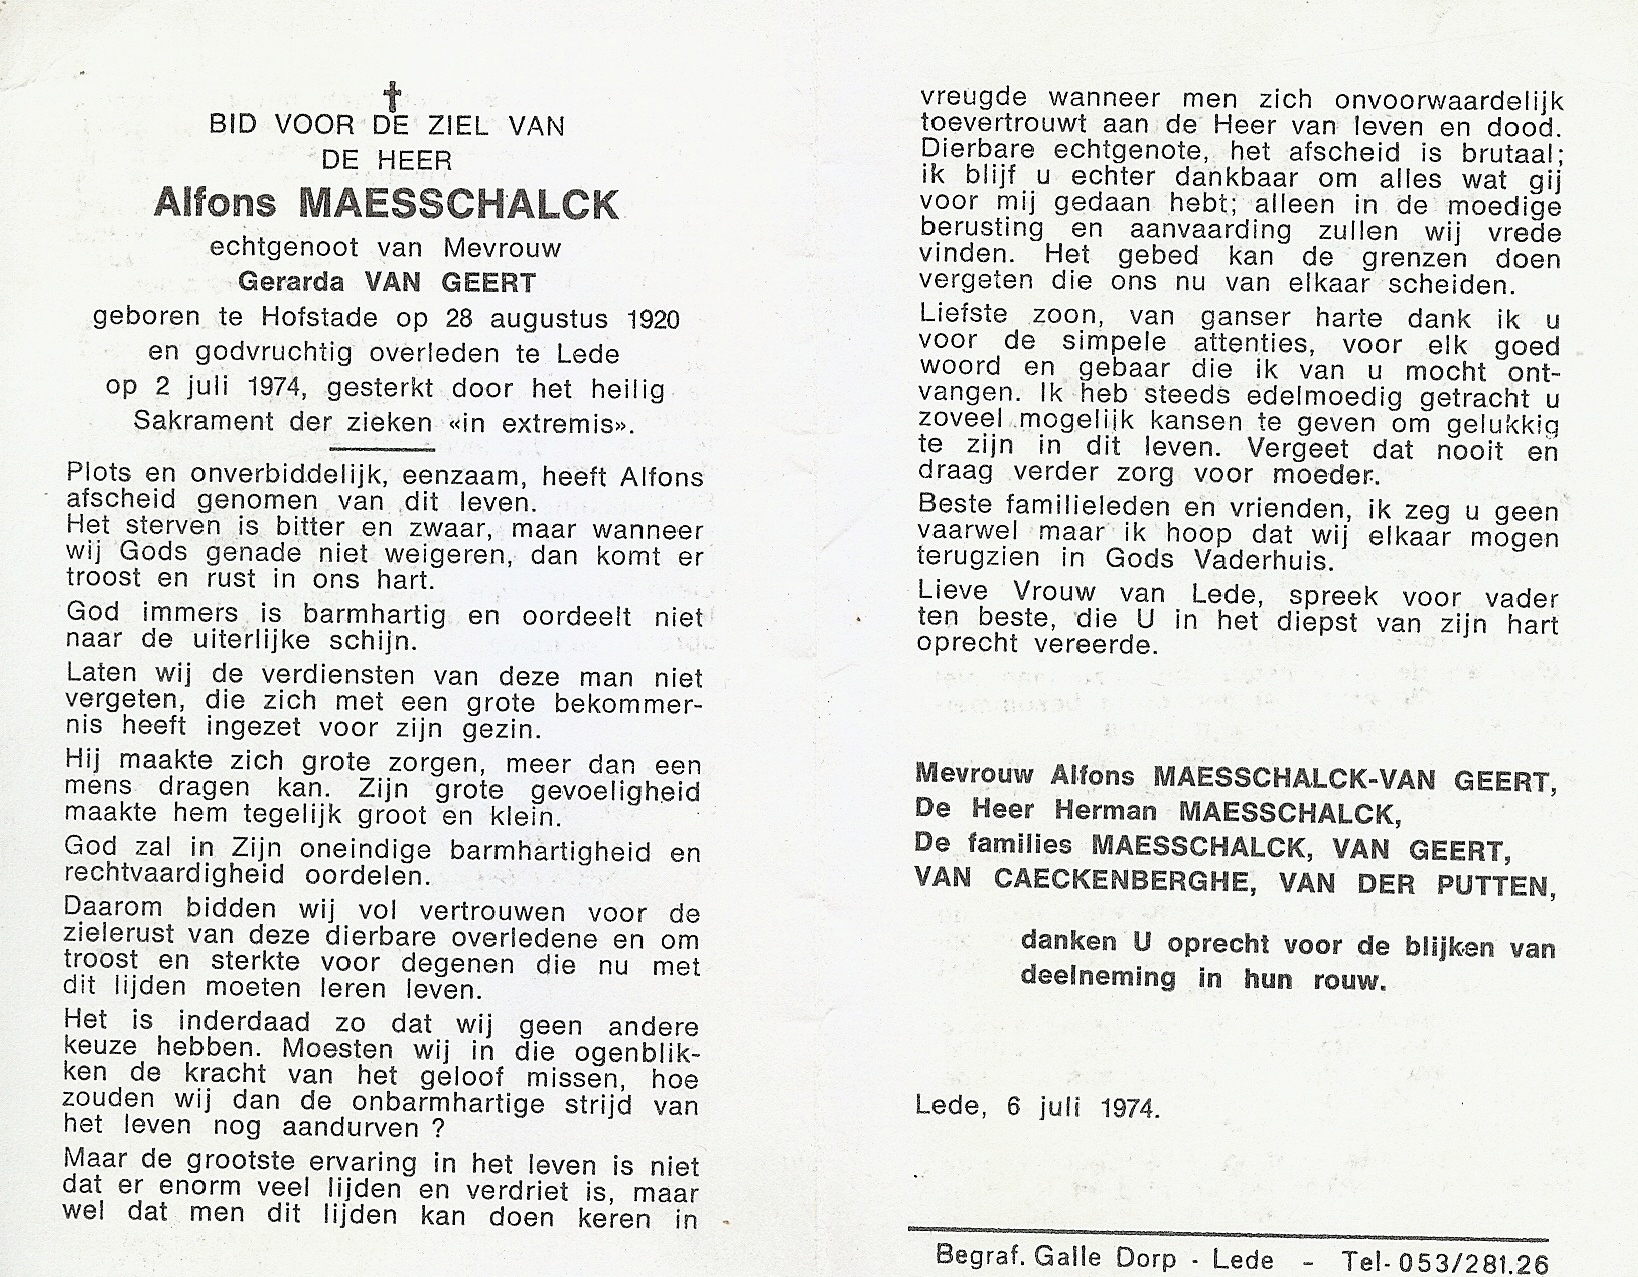 BID VOOR DE ZIEL VAN
DE HEER
Alfons MAESSCHALCK
echtgenoot van Mevrouw
Gerarda VAN GEERT
geboren te Hofstade op 28 augustus 1920
en godvruchtig overleden te Lede
op 2 juli 1974, gesterkt door het heilig
Sakrament der zieken «in extremis».
Plots en onverbiddelijk, eenzaam, heeft Alfons
afscheid genomen van dit leven.
Het sterven is bitter en zwaar, maar wanneer
wij Gods genade niet weigeren, dan komt er
troost en rust in ons hart.
God immers is barmhartig en oordeelt niet
naar de uiterlijke schijn.
Laten wij de verdiensten van deze man niet
vergeten, die zich met een grote bekommer-
nis heeft ingezet voor zijn gezin.
Hij maakte zich grote zorgen, meer dan een
mens dragen kan. Zijn grote gevoeligheid
maakte hem tegelijk groot en klein.
God zal in Zijn oneindige barmhartigheid en
rechtvaardigheid oordelen.
Daarom bidden wij vol vertrouwen voor de
zielerust van deze dierbare overledene en om
troost en sterkte voor degenen die nu met
dit lijden moeten leren leven.
Het is inderdaad zo dat wij geen andere
keuze hebben. Moesten wij in die ogenblik-
ken de kracht van het geloof missen, hoe
zouden wij dan de onbarmhartige strijd van
het leven nog aandurven ?
Maar de grootste ervaring in het leven is niet
dat er enorm veel lijden en verdriet is, maar
wel dat men dit lijden kan doen keren in
vreugde wanneer men zich onvoorwaardelijk
toevertrouwt aan de Heer van leven en dood.
Dierbare echtgenote, het afscheid is brutaal;
ik blijf u echter dankbaar om alles wat gij
voor mij gedaan hebt; alleen in de moedige
berusting en aanvaarding zullen wij vrede
vinden. Het gebed kan de grenzen doen
vergeten die ons nu van elkaar scheiden.
Liefste zoon, van ganser harte dank ik u
voor de simpele attenties, voor elk goed
woord en gebaar die ik van u mocht ont-
vangen. Ik heb steeds edelmoedig getracht u
zoveel mogelijk kansen te geven om gelukkig
te zijn in dit leven. Vergeet dat nooit en
draag verder zorg voor moeder.
Beste familieleden en vrienden, ik zeg u geen
vaarwel maar ik hoop dat wij elkaar mogen
terugzien in Gods Vaderhuis.
Lieve Vrouw van Lede, spreek voor vader
ten beste, die U in het diepst van zijn hart
oprecht vereerde.
Mevrouw Alfons MAESSCHALCK-VAN GEERT,
De Heer Herman MAESSCHALCK,
De families MAESSCHALCK, VAN GEERT,
VAN CAECKENBERGHE, VAN DER PUTTEN,
danken U oprecht voor de blijken van
deelneming in hun rouw.
Lede, 6 juli 1974.
Begraf. Galle Dorp - Lede – Tel- 053/281.26